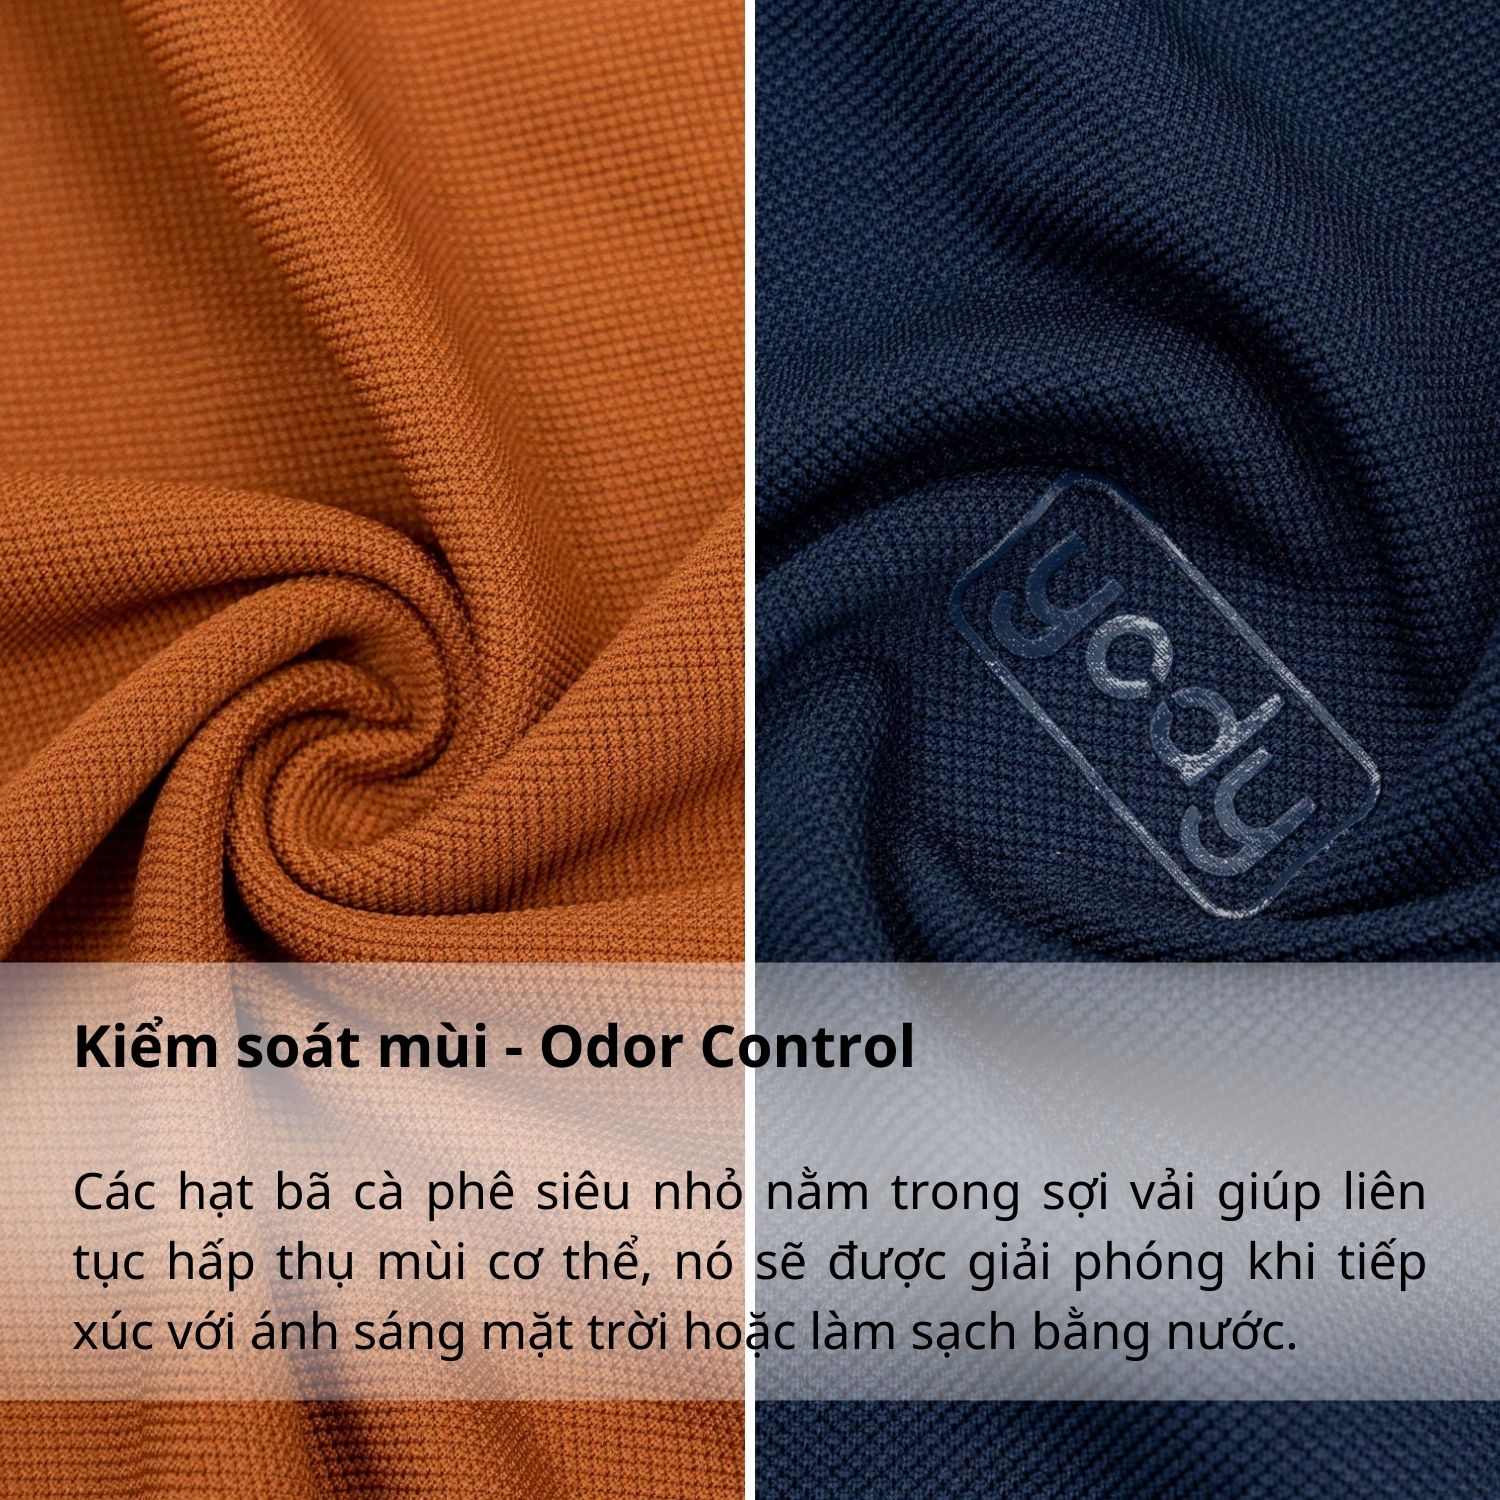 yody
Kiểm soát mùi - Odor Control
Các hạt bã cà phê siêu nhỏ nằm trong sợi vải giúp liên
tục hấp thụ mùi cơ thể, nó sẽ được giải phóng khi tiếp
xúc với ánh sáng mặt trời hoặc làm sạch bằng nước.